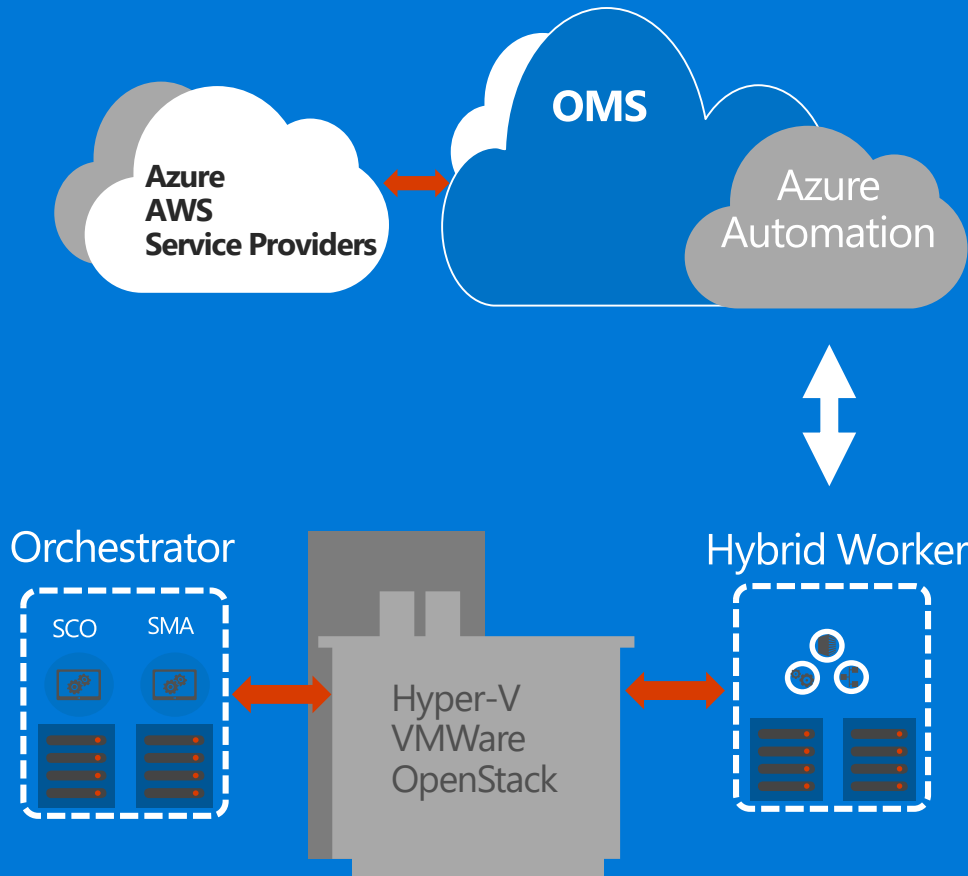 OMS
Azure
AWS
Service Providers
Azure
Automation
Orchestrator
SCO
SMA
Hyper-V
VMWare
OpenStack
Hybrid Worker